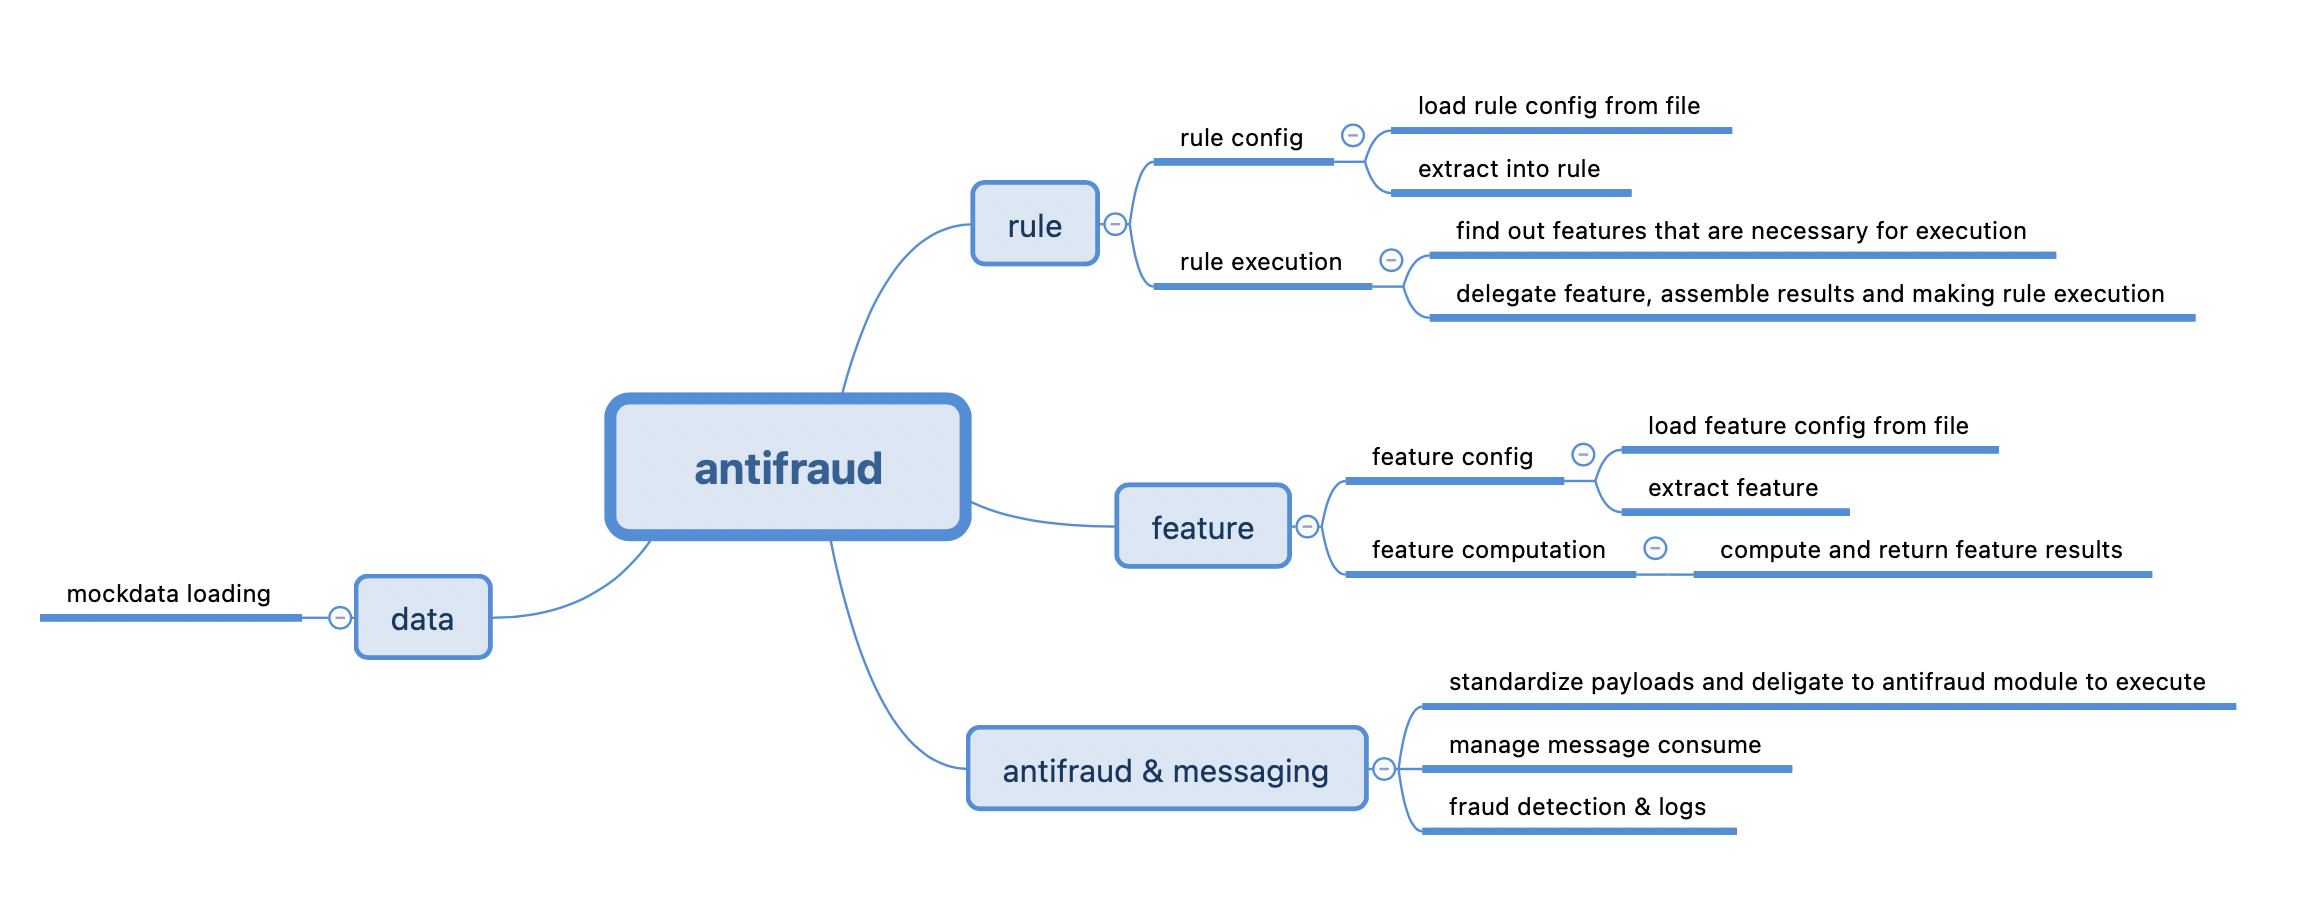 antifraud
rule
rule config
load rule config from file
extract into rule
rule execution
find out features that are necessary for execution
delegate feature, assemble results and making rule execution
feature
feature config
load feature config from file
extract feature
feature computation
compute and return feature results
antifraud & messaging
standardize payloads and deligate to antifraud module to execute
manage message consume
fraud detection & logs
data
mockdata loading